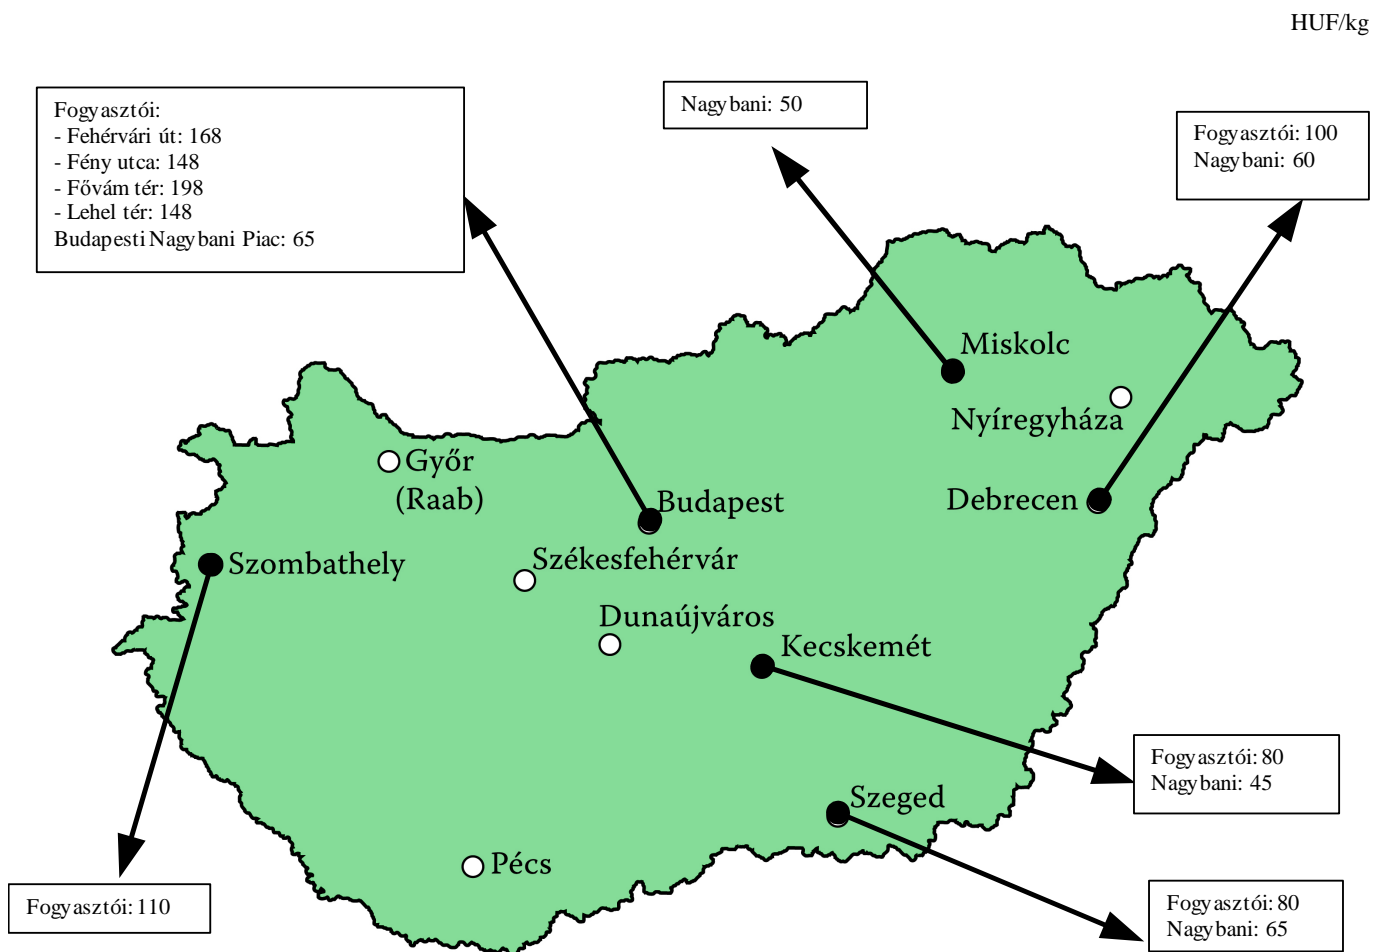 HUF/kg
Fogyasztói:
- Fehérvári út: 168
- Fény utca: 148
- Fővám tér: 198
- Lehel tér: 148
Budapesti Nagybani Piac: 65
Nagybani: 50
Fogyasztói: 100
Nagybani: 60
Miskolc
Nyíregyháza
Győr
(Raab)
Budapest
Debrecen
Szombathely
Székesfehérvár
Dunaújváros
Kecskemét
Fogyasztói: 80
Nagybani: 45
Szeged
Pécs
Fogyasztói: 110
Fogyasztói: 80
Nagybani: 65